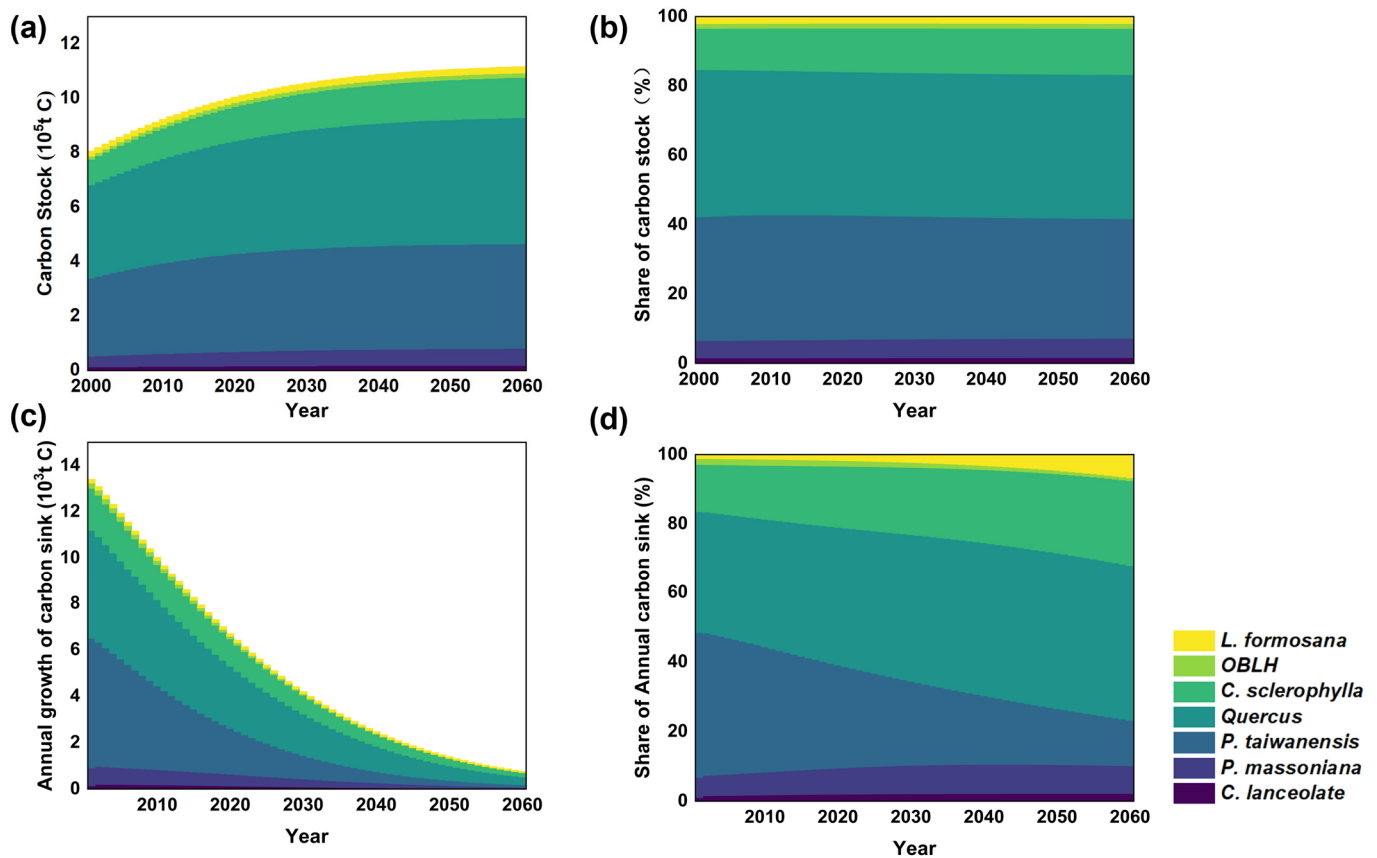 (a)
Carbon Stock (10⁵t C)
12
10
8
6
4
2
0
2000 2010 2020 2030 2040 2050 2060
Year
(b)
Share of carbon stock（%）
100
80
60
40
20
0
2000 2010 2020 2030 2040 2050 2060
Year
(c)
Annual growth of carbon sink (10³t C)
14
12
10
8
6
4
2
0
2010 2020 2030 2040 2050 2060
Year
(d)
Share of Annual carbon sink (%)
100
80
60
40
20
0
2010 2020 2030 2040 2050 2060
Year
L. formosana
OBLH
C. sclerophylla
Quercus
P. taiwanensis
P. massoniana
C. lanceolate